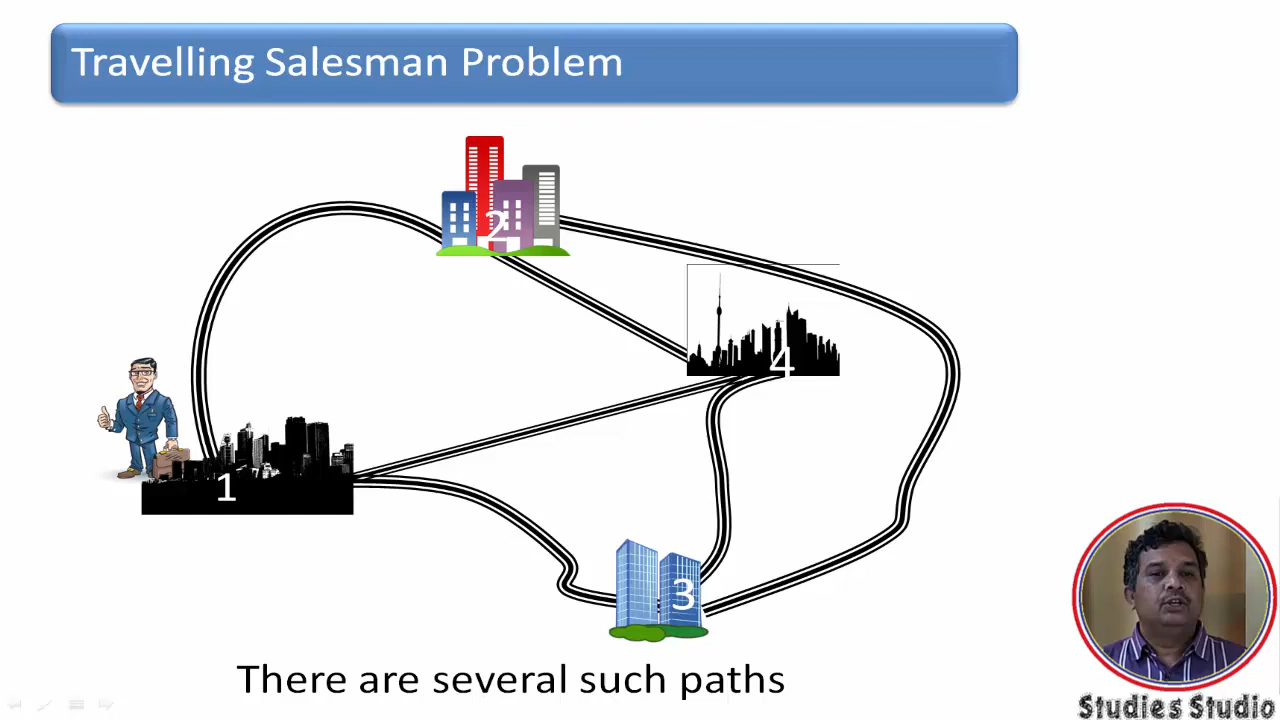 Travelling Salesman Problem
2
4
1
3
There are several such paths
Studies Studio